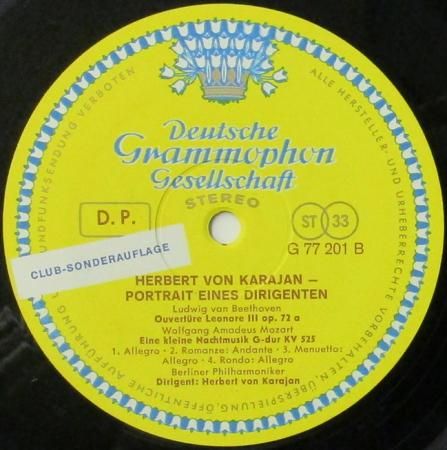 Deutsche
Grammophon
Gesellschaft
STEREO
D. P.
ST 33
G 77 201 B
CLUB-SONDERAUFLAGE
HERBERT VON KARAJAN –
PORTRAIT EINES DIRIGENTEN
Ludwig van Beethoven
Ouvertüre Leonore III op. 72 a
Wolfgang Amadeus Mozart
Eine kleine Nachtmusik G-dur KV 525
1. Allegro · 2. Romanze: Andante · 3. Menuetto:
Allegro · 4. Rondo: Allegro
Berliner Philharmoniker
Dirigent: Herbert von Karajan
ALLE HERSTELLER- UND URHEBERRECHTE VORBEHALTEN, ÜBERSPIELUNG, ÖFFENTLICHE AUFFÜHRUNG, RUNDFUNKSENDUNG VERBOTEN